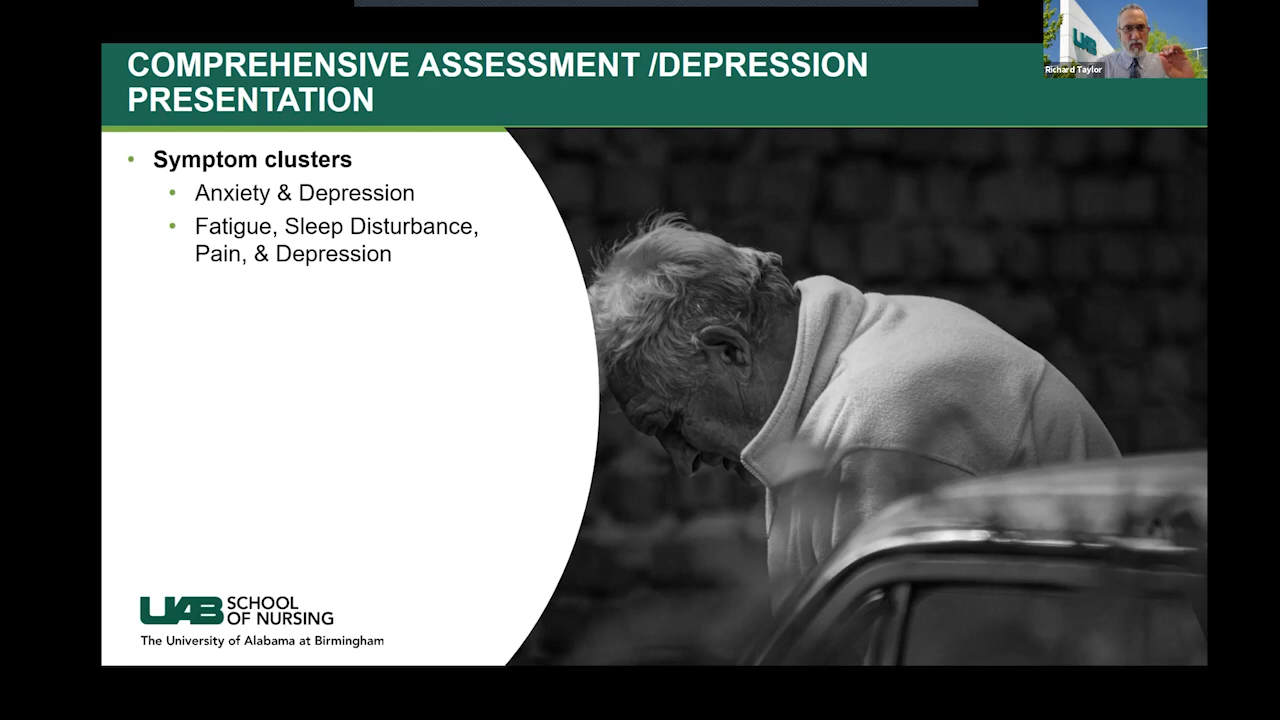 COMPREHENSIVE ASSESSMENT /DEPRESSION
PRESENTATION
UAB
Richard Taylor
• Symptom clusters
• Anxiety & Depression
• Fatigue, Sleep Disturbance,
Pain, & Depression
UAB SCHOOL
OF NURSING
The University of Alabama at Birmingham